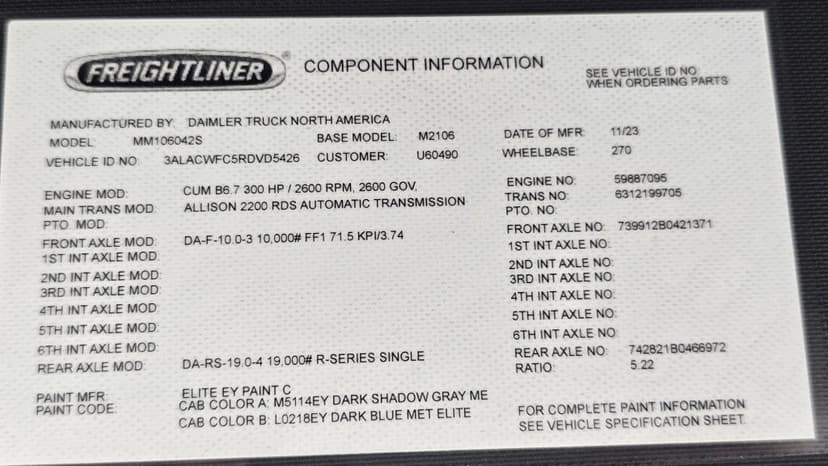 FREIGHTLINER ® COMPONENT INFORMATION
SEE VEHICLE ID NO
WHEN ORDERING PARTS
MANUFACTURED BY: DAIMLER TRUCK NORTH AMERICA
MODEL: MM106042S BASE MODEL: M2106 DATE OF MFR: 11/23
VEHICLE ID NO: 3ALACWFC5RDVD5426 CUSTOMER: U60490 WHEELBASE: 270
ENGINE MOD: CUM B6.7 300 HP / 2600 RPM, 2600 GOV, ENGINE NO: 59887095
MAIN TRANS MOD: ALLISON 2200 RDS AUTOMATIC TRANSMISSION TRANS NO: 6312199705
PTO. MOD: PTO. NO:
FRONT AXLE MOD: DA-F-10.0-3 10,000# FF1 71.5 KPI/3.74 FRONT AXLE NO: 739912B0421371
1ST INT AXLE MOD: 1ST INT AXLE NO:
2ND INT AXLE MOD: 2ND INT AXLE NO:
3RD INT AXLE MOD: 3RD INT AXLE NO:
4TH INT AXLE MOD: 4TH INT AXLE NO:
5TH INT AXLE MOD: 5TH INT AXLE NO:
6TH INT AXLE MOD: 6TH INT AXLE NO:
REAR AXLE MOD: DA-RS-19.0-4 19,000# R-SERIES SINGLE REAR AXLE NO: 742821B0466972
RATIO: 5.22
PAINT MFR: ELITE EY PAINT C
PAINT CODE: CAB COLOR A: M5114EY DARK SHADOW GRAY ME
CAB COLOR B: L0218EY DARK BLUE MET ELITE
FOR COMPLETE PAINT INFORMATION
SEE VEHICLE SPECIFICATION SHEET.